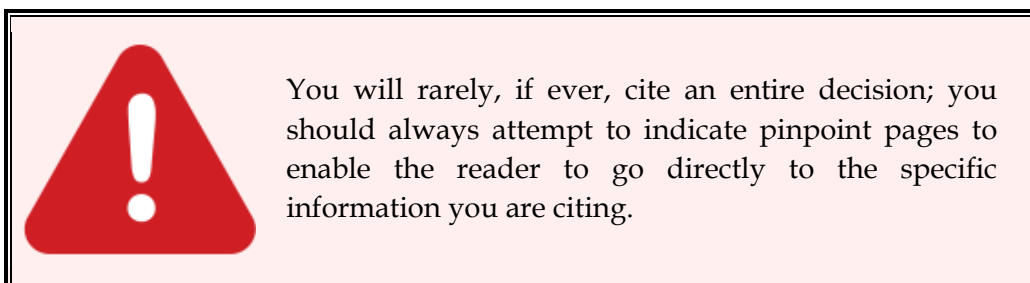 You will rarely, if ever, cite an entire decision; you
should always attempt to indicate pinpoint pages to
enable the reader to go directly to the specific
information you are citing.